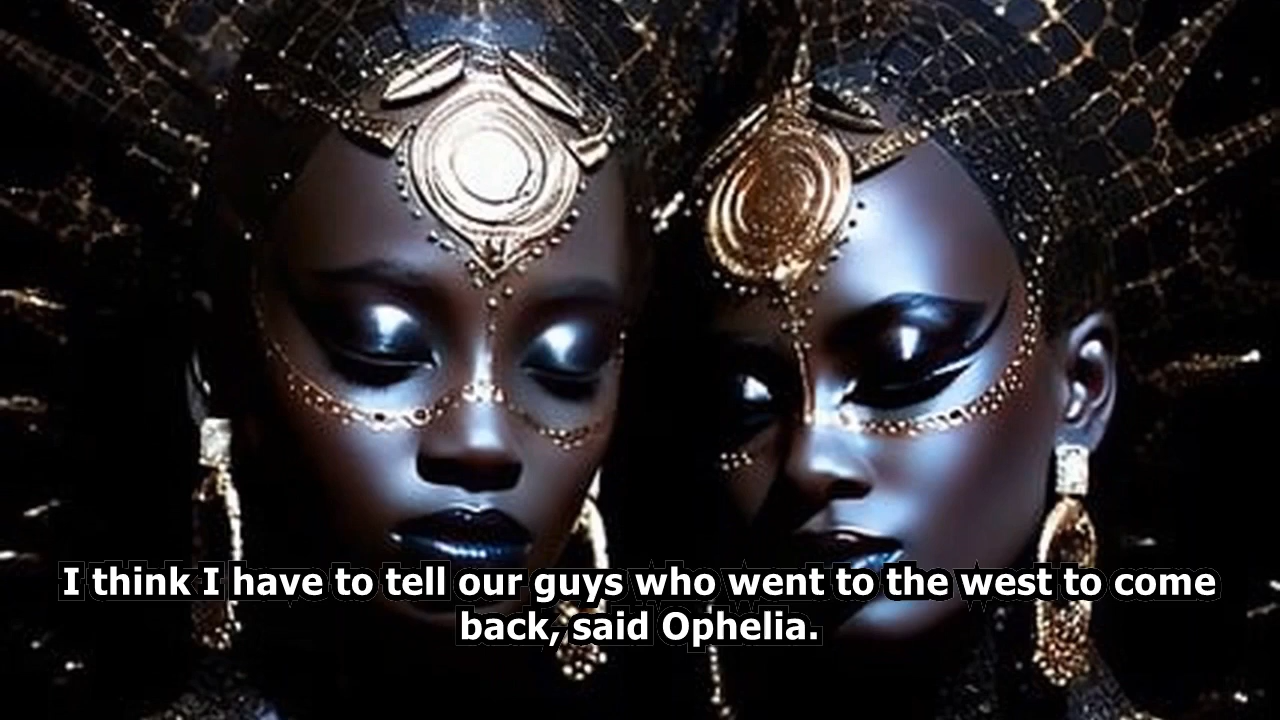 I think I have to tell our guys who went to the west to come
back, said Ophelia.